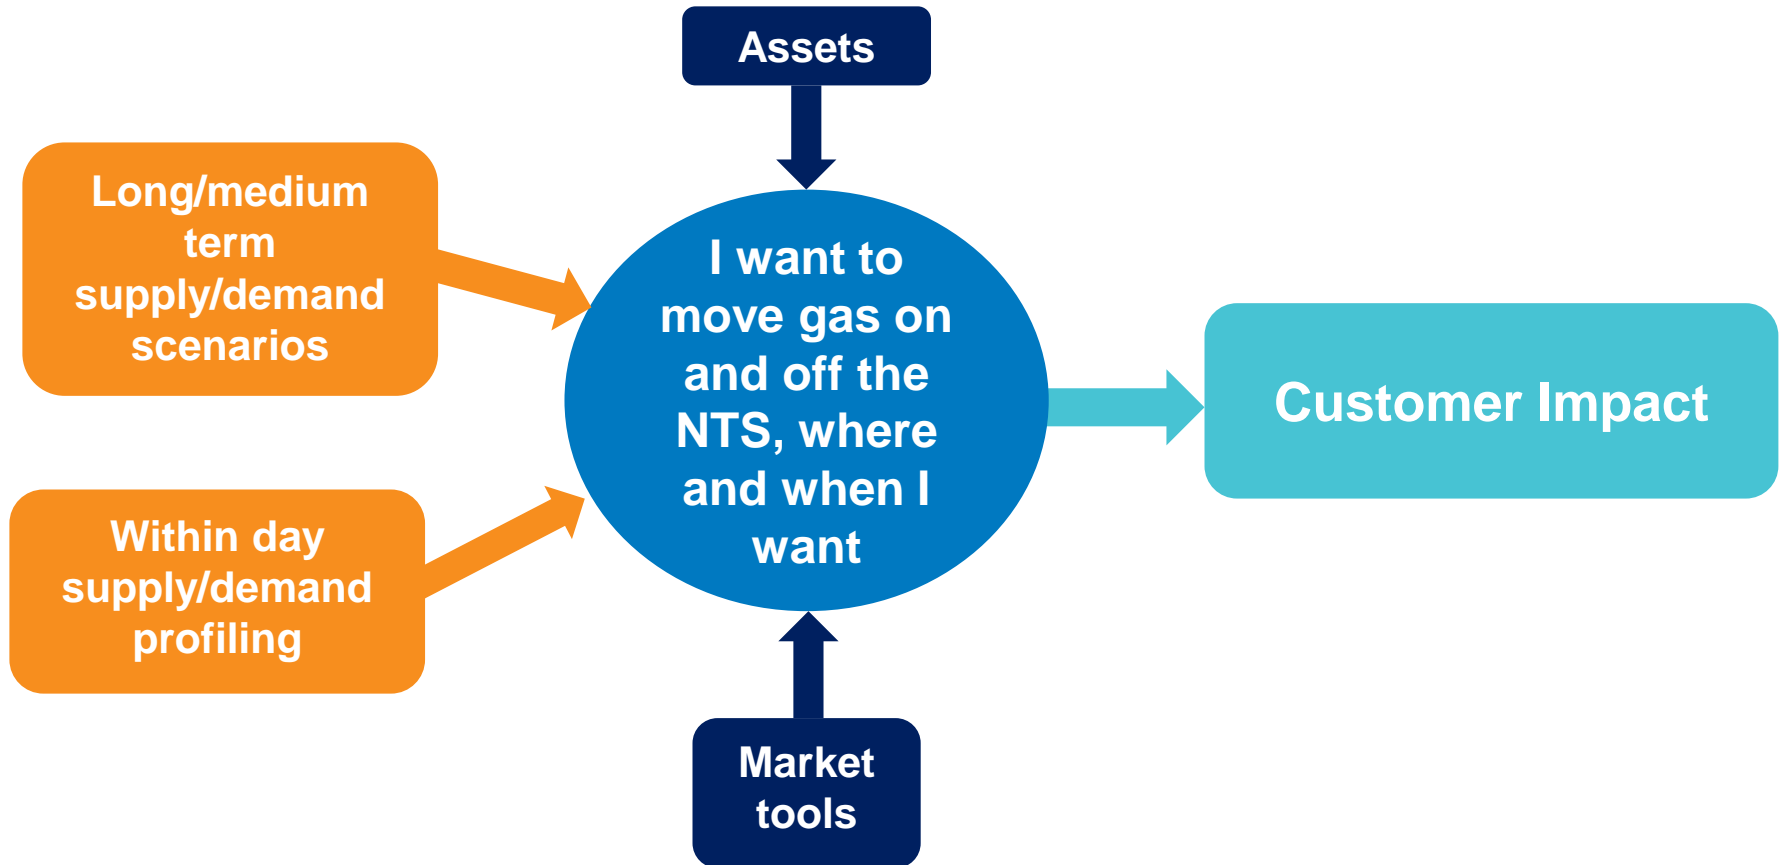 Assets
Long/medium
term
supply/demand
scenarios
I want to
move gas on
and off the
NTS, where
and when I
want
Customer Impact
Within day
supply/demand
profiling
Market
tools